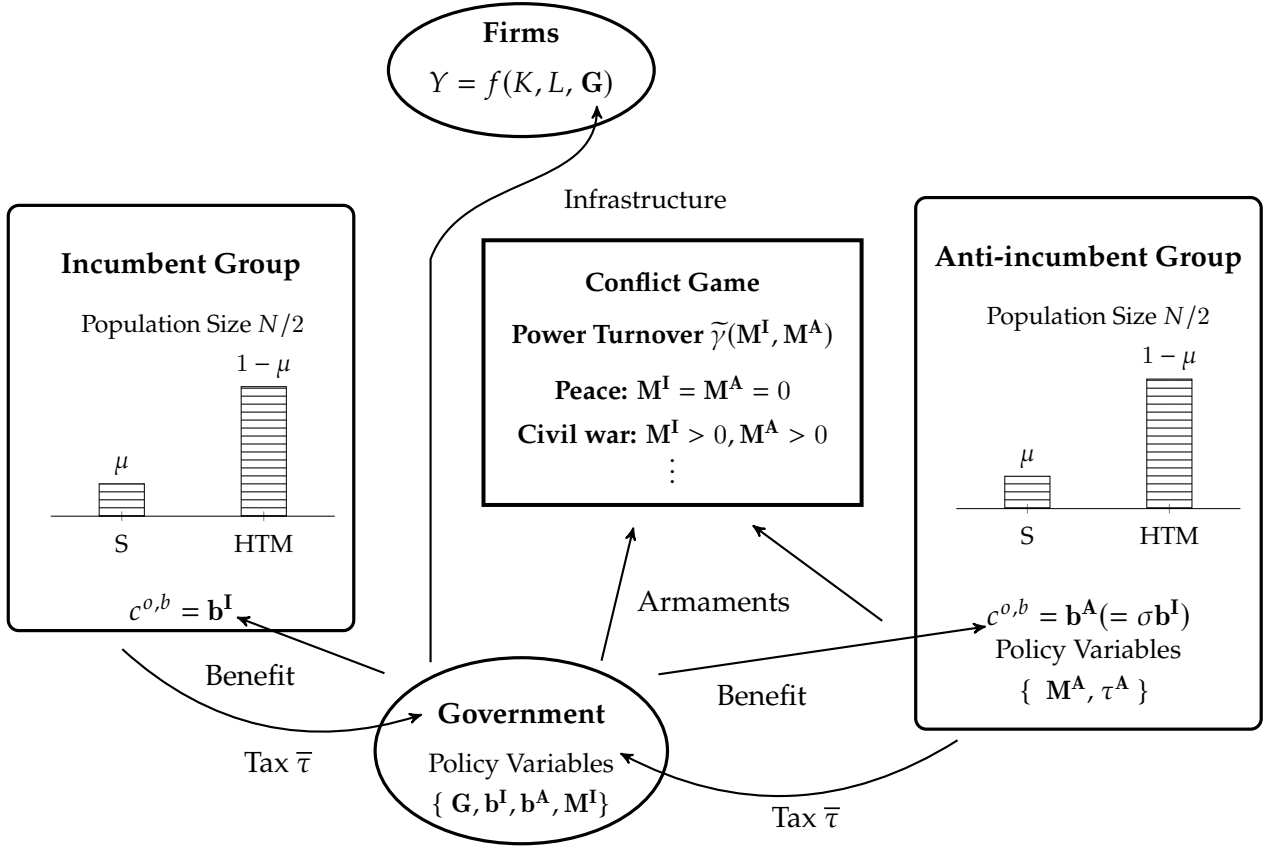 Firms
Y = f(K, L, G)
Infrastructure
Incumbent Group
Population Size N/2
1 − μ
μ
S HTM
c^{o,b} = b^I
Conflict Game
Power Turnover γ̃(M^I, M^A)
Peace: M^I = M^A = 0
Civil war: M^I > 0, M^A > 0
⋮
Anti-incumbent Group
Population Size N/2
1 − μ
μ
S HTM
c^{o,b} = b^A(= σb^I)
Policy Variables
{ M^A, τ^A }
Armaments
Benefit
Benefit
Tax τ̄
Government
Policy Variables
{ G, b^I, b^A, M^I}
Tax τ̄